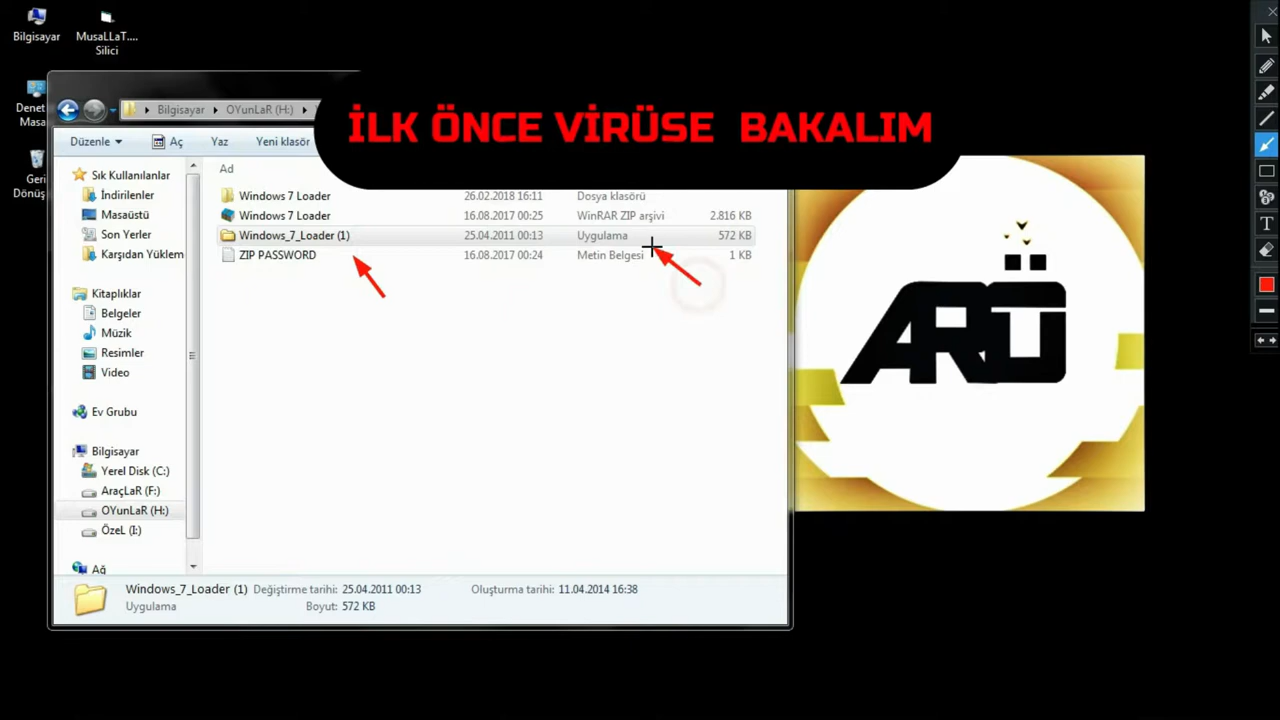 Bilgisayar
MusaLLaT....
Silici
Denet
Masa...
Geri
Dönüş
Bilgisayar
OYunLaR (H:)
İLK ÖNCE VİRÜSE BAKALIM
Düzenle
Aç
Yaz
Yeni klasör
Ad
Sık Kullanılanlar
İndirilenler
Masaüstü
Son Yerler
Karşıdan Yüklem
Kitaplıklar
Belgeler
Müzik
Resimler
Video
Ev Grubu
Bilgisayar
Yerel Disk (C:)
AraçLaR (F:)
OYunLaR (H:)
ÖzeL (I:)
Ağ
Windows 7 Loader 26.02.2018 16:11 Dosya klasörü
Windows 7 Loader 16.08.2017 00:25 WinRAR ZIP arşivi 2.816 KB
Windows_7_Loader (1) 25.04.2011 00:13 Uygulama 572 KB
ZIP PASSWORD 16.08.2017 00:24 Metin Belgesi 1 KB
Windows_7_Loader (1) Değiştirme tarihi: 25.04.2011 00:13 Oluşturma tarihi: 11.04.2014 16:38
Uygulama Boyut: 572 KB
T